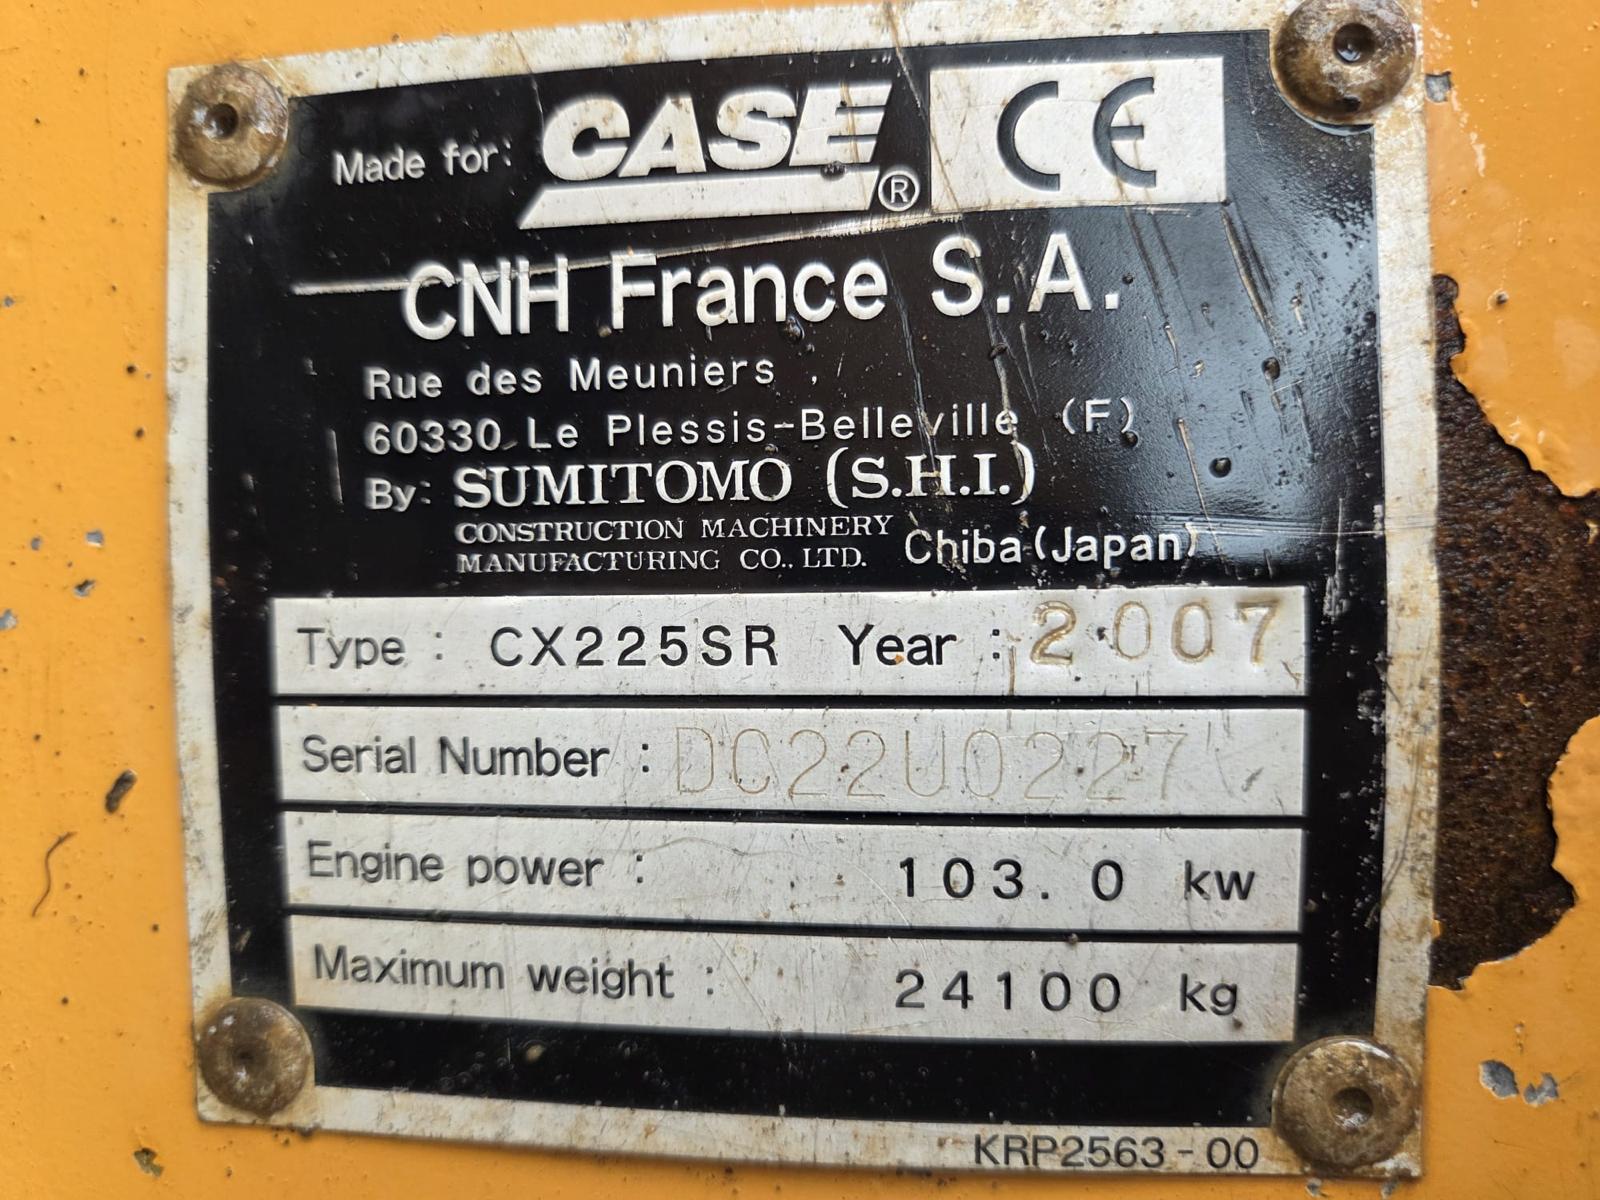 Made for: CASE ® CE
CNH France S.A.
Rue des Meuniers ,
60330 Le Plessis-Belleville (F)
By: SUMITOMO (S.H.I.)
CONSTRUCTION MACHINERY
MANUFACTURING CO., LTD. Chiba (Japan)
Type : CX225SR Year : 2007
Serial Number : DC22U0227
Engine power : 103.0 kw
Maximum weight : 24100 kg
KRP2563-00